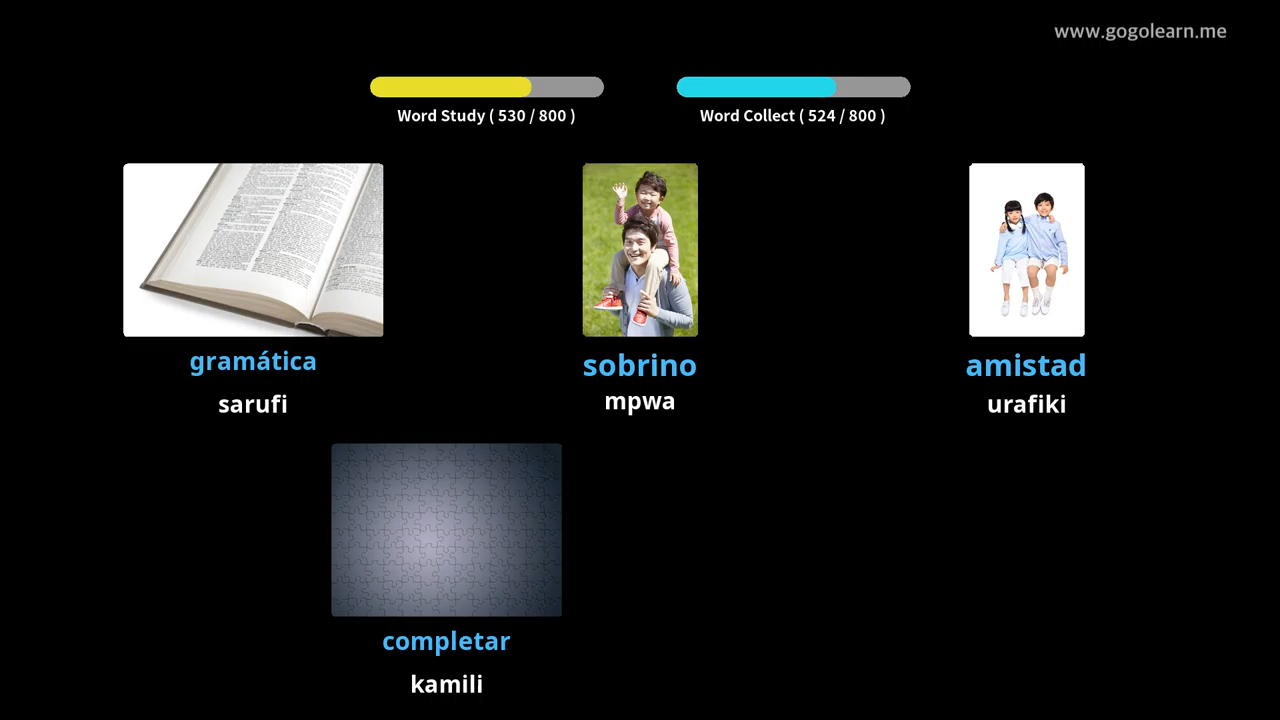 www.gogolearn.me
Word Study ( 530 / 800 )
Word Collect ( 524 / 800 )
gramática
sarufi
sobrino
mpwa
amistad
urafiki
completar
kamili